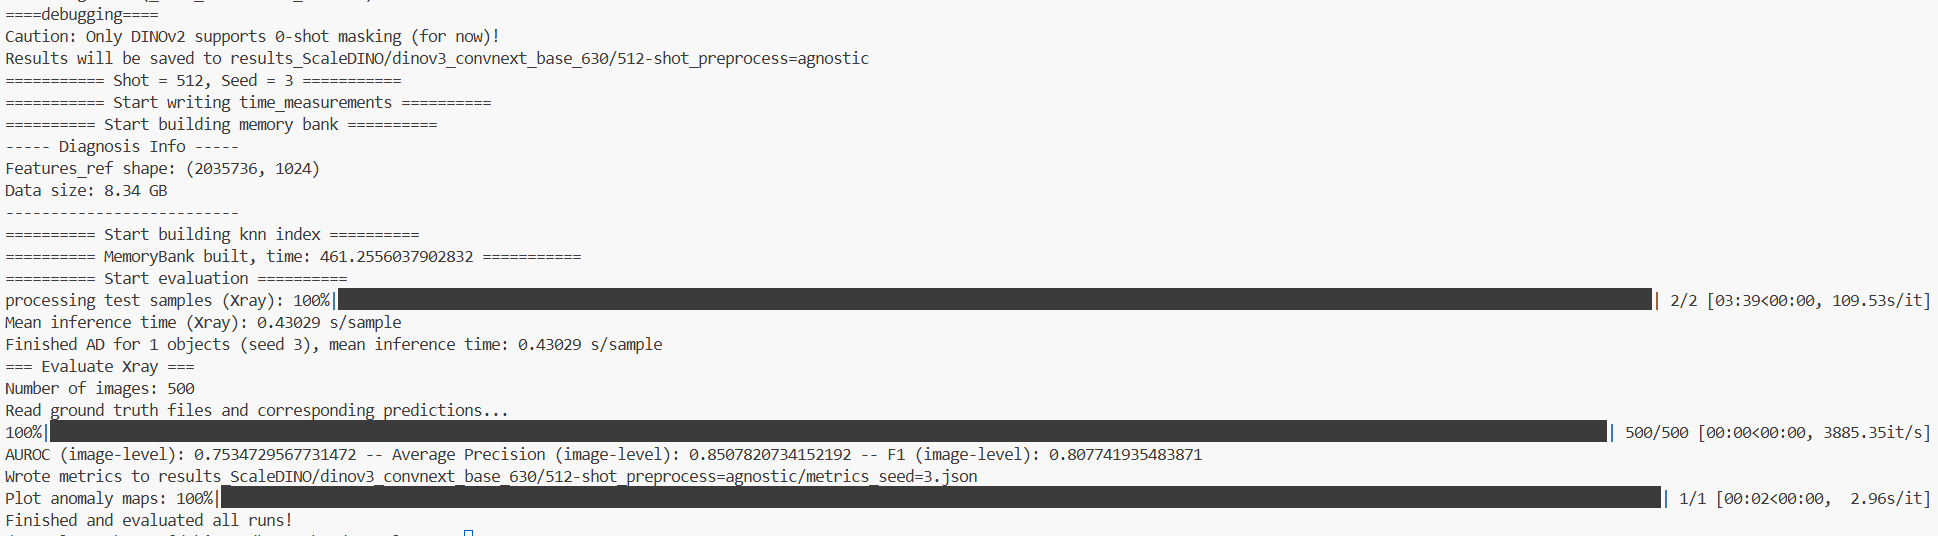 ====debugging====
Caution: Only DINOv2 supports 0-shot masking (for now)!
Results will be saved to results_ScaleDINO/dinov3_convnext_base_630/512-shot_preprocess=agnostic
=========== Shot = 512, Seed = 3 ===========
=========== Start writing time_measurements ==========
========== Start building memory bank ==========
----- Diagnosis Info -----
Features_ref shape: (2035736, 1024)
Data size: 8.34 GB
--------------------------
========== Start building knn index ==========
========== MemoryBank built, time: 461.2556037902832 ===========
========== Start evaluation ==========
processing test samples (Xray): 100%| | 2/2 [03:39<00:00, 109.53s/it]
Mean inference time (Xray): 0.43029 s/sample
Finished AD for 1 objects (seed 3), mean inference time: 0.43029 s/sample
=== Evaluate Xray ===
Number of images: 500
Read ground truth files and corresponding predictions...
100%| | 500/500 [00:00<00:00, 3885.35it/s]
AUROC (image-level): 0.7534729567731472 -- Average Precision (image-level): 0.8507820734152192 -- F1 (image-level): 0.807741935483871
Wrote metrics to results_ScaleDINO/dinov3_convnext_base_630/512-shot_preprocess=agnostic/metrics_seed=3.json
Plot anomaly maps: 100%| | 1/1 [00:02<00:00, 2.96s/it]
Finished and evaluated all runs!